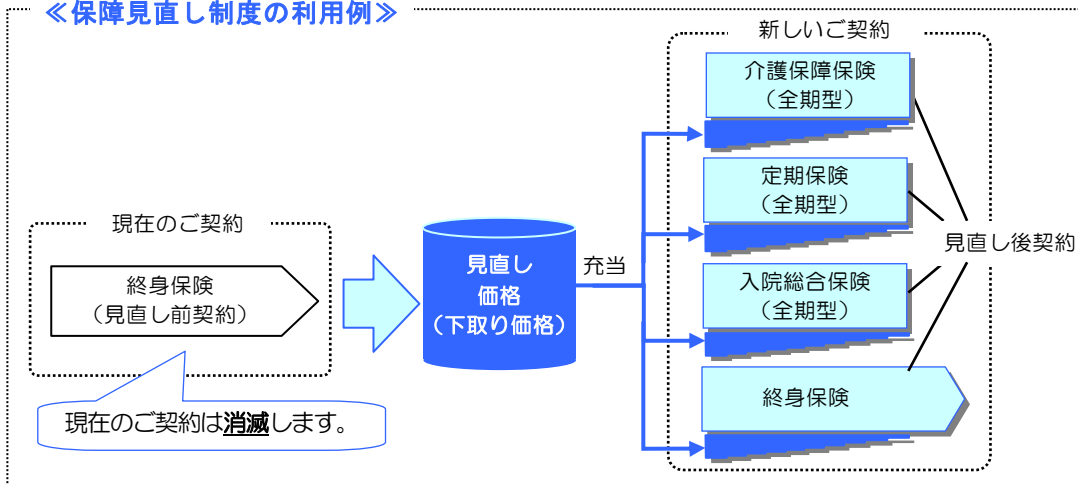 ≪保障見直し制度の利用例≫
現在のご契約
終身保険
（見直し前契約）
現在のご契約は消滅します。
見直し
価格
（下取り価格）
充当
新しいご契約
介護保障保険
（全期型）
定期保険
（全期型）
入院総合保険
（全期型）
終身保険
見直し後契約